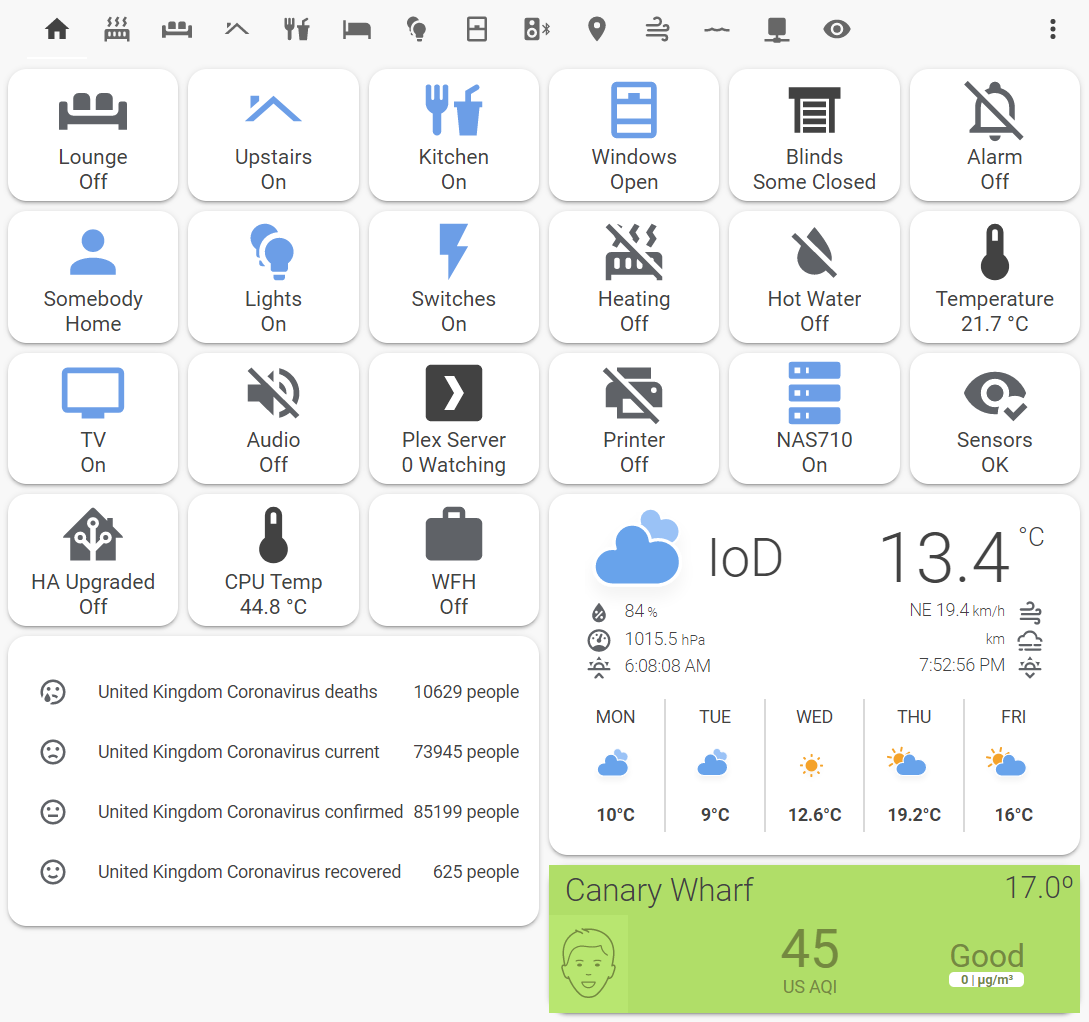 Lounge
Off
Upstairs
On
Kitchen
On
Windows
Open
Blinds
Some Closed
Alarm
Off
Somebody
Home
Lights
On
Switches
On
Heating
Off
Hot Water
Off
Temperature
21.7 °C
TV
On
Audio
Off
Plex Server
0 Watching
Printer
Off
NAS710
On
Sensors
OK
HA Upgraded
Off
CPU Temp
44.8 °C
WFH
Off
IoD
13.4 °C
84 %
NE 19.4 km/h
1015.5 hPa
km
6:08:08 AM
7:52:56 PM
MON
10°C
TUE
9°C
WED
12.6°C
THU
19.2°C
FRI
16°C
United Kingdom Coronavirus deaths 10629 people
United Kingdom Coronavirus current 73945 people
United Kingdom Coronavirus confirmed 85199 people
United Kingdom Coronavirus recovered 625 people
Canary Wharf
17.0º
45
US AQI
Good
0 | µg/m³